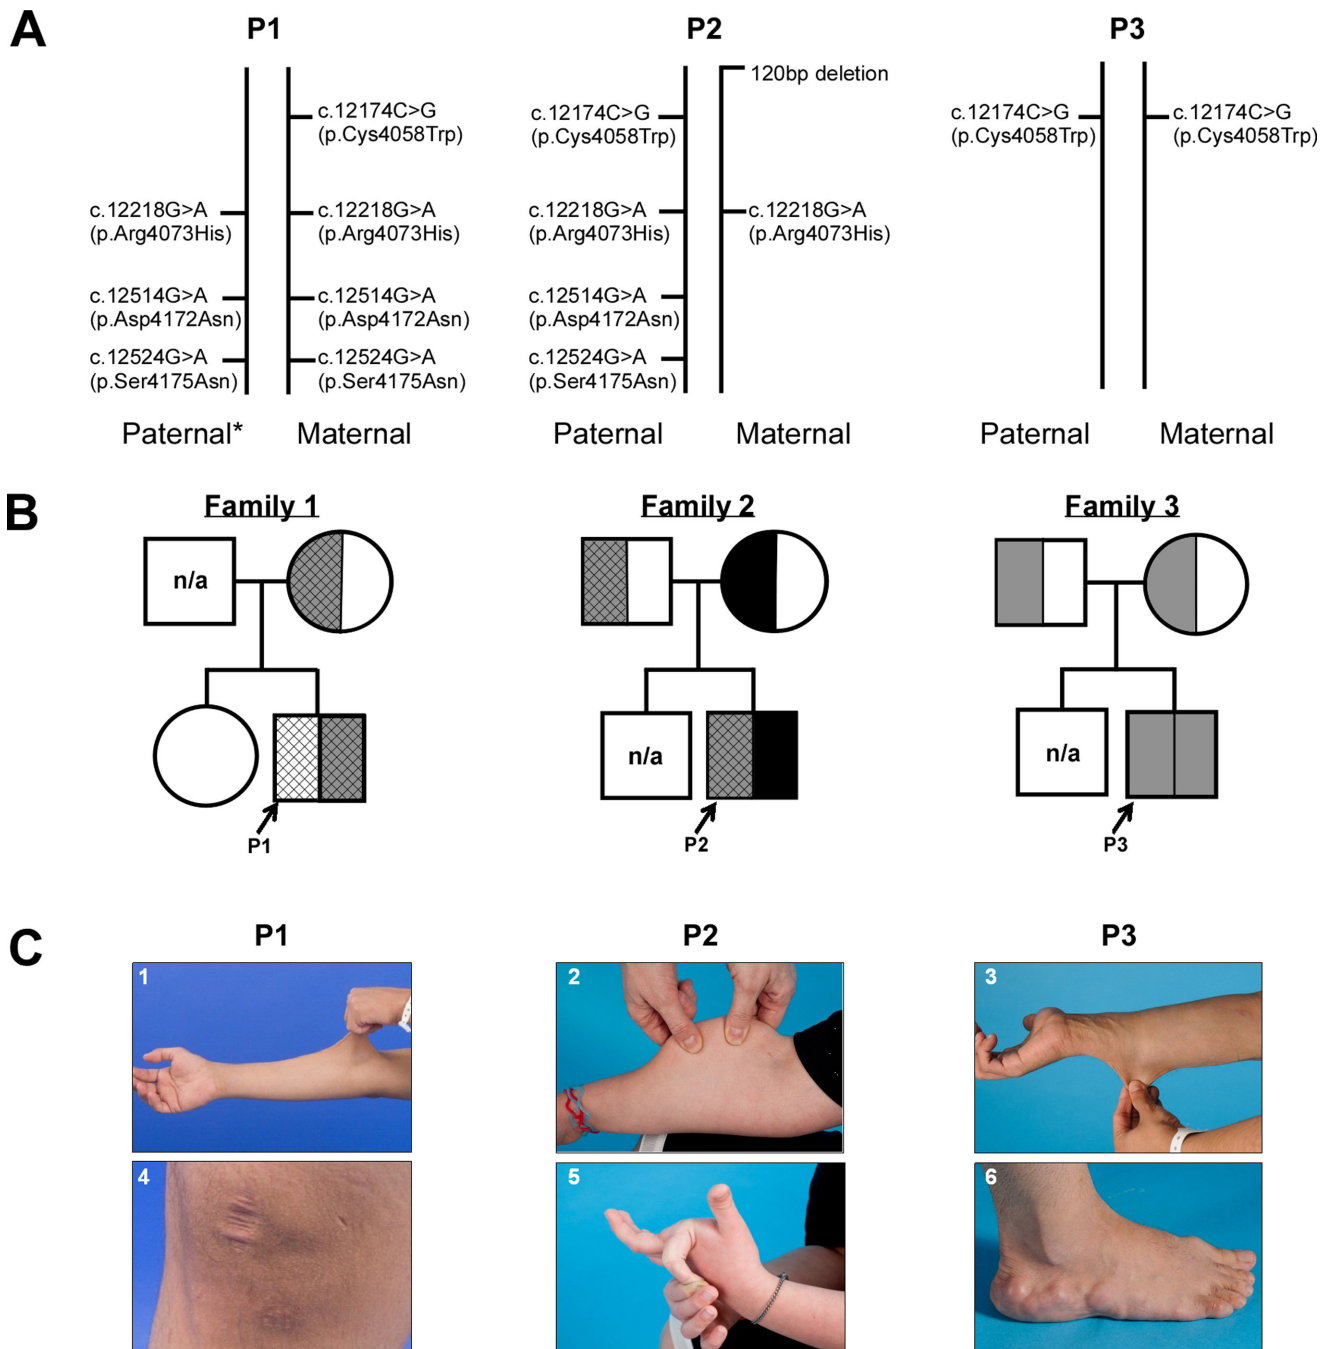 A
P1
P2
P3
120bp deletion
c.12174C>G
(p.Cys4058Trp)
c.12218G>A
(p.Arg4073His)
c.12218G>A
(p.Arg4073His)
c.12514G>A
(p.Asp4172Asn)
c.12514G>A
(p.Asp4172Asn)
c.12524G>A
(p.Ser4175Asn)
c.12524G>A
(p.Ser4175Asn)
Paternal*
Maternal
c.12174C>G
(p.Cys4058Trp)
c.12218G>A
(p.Arg4073His)
c.12218G>A
(p.Arg4073His)
c.12514G>A
(p.Asp4172Asn)
c.12524G>A
(p.Ser4175Asn)
Paternal
Maternal
c.12174C>G
(p.Cys4058Trp)
c.12174C>G
(p.Cys4058Trp)
Paternal
Maternal
B
Family 1
n/a
P1
Family 2
n/a
P2
Family 3
n/a
P3
C
P1
P2
P3
1
2
3
4
5
6